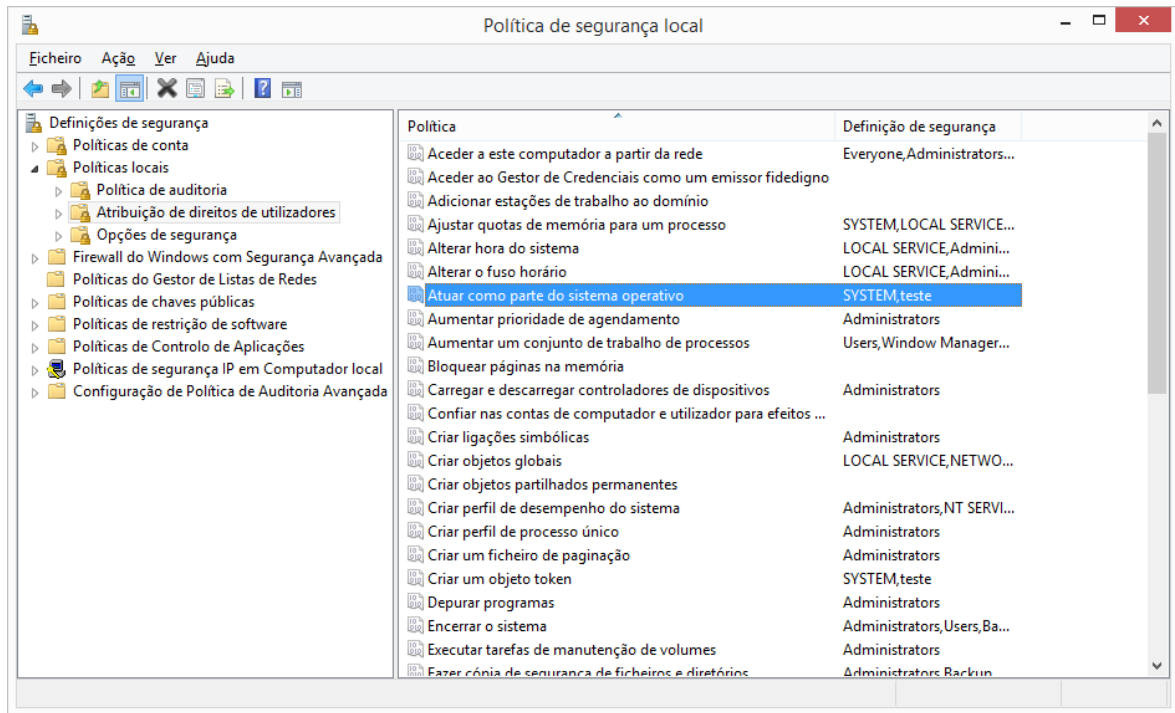 Política de segurança local
Ficheiro Ação Ver Ajuda
Definições de segurança
Políticas de conta
Políticas locais
Política de auditoria
Atribuição de direitos de utilizadores
Opções de segurança
Firewall do Windows com Segurança Avançada
Políticas do Gestor de Listas de Redes
Políticas de chaves públicas
Políticas de restrição de software
Políticas de Controlo de Aplicações
Políticas de segurança IP em Computador local
Configuração de Política de Auditoria Avançada
Política Definição de segurança
Aceder a este computador a partir da rede Everyone,Administrators...
Aceder ao Gestor de Credenciais como um emissor fidedigno
Adicionar estações de trabalho ao domínio
Ajustar quotas de memória para um processo SYSTEM,LOCAL SERVICE...
Alterar hora do sistema LOCAL SERVICE,Admini...
Alterar o fuso horário LOCAL SERVICE,Admini...
Atuar como parte do sistema operativo SYSTEM,teste
Aumentar prioridade de agendamento Administrators
Aumentar um conjunto de trabalho de processos Users,Window Manager...
Bloquear páginas na memória
Carregar e descarregar controladores de dispositivos Administrators
Confiar nas contas de computador e utilizador para efeitos ...
Criar ligações simbólicas Administrators
Criar objetos globais LOCAL SERVICE,NETWO...
Criar objetos partilhados permanentes
Criar perfil de desempenho do sistema Administrators,NT SERVI...
Criar perfil de processo único Administrators
Criar um ficheiro de paginação Administrators
Criar um objeto token SYSTEM,teste
Depurar programas Administrators
Encerrar o sistema Administrators,Users,Ba...
Executar tarefas de manutenção de volumes Administrators
Fazer cópia de segurança de ficheiros e diretórios Administrators Backup